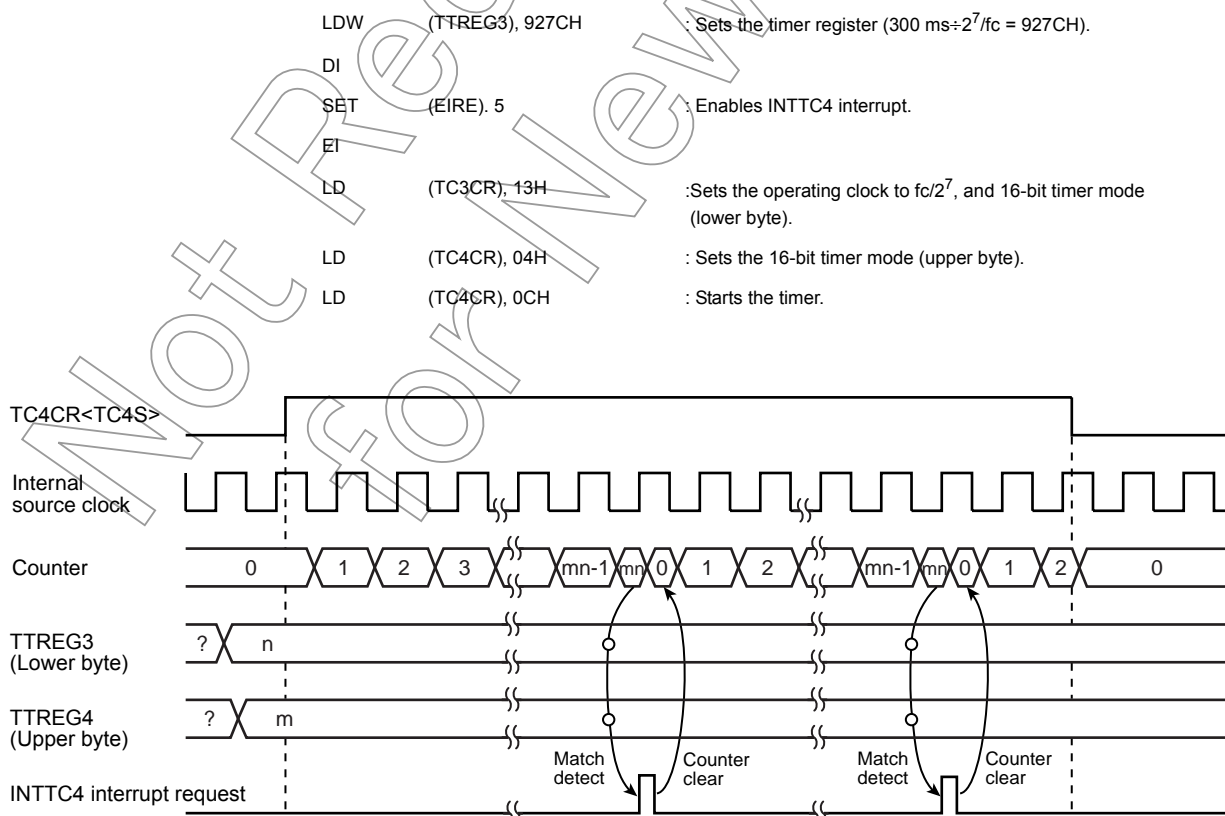 LDW (TTREG3), 927CH : Sets the timer register (300 ms÷2⁷/fc = 927CH).
DI
SET (EIRE). 5 : Enables INTTC4 interrupt.
EI
LD (TC3CR), 13H :Sets the operating clock to fc/2⁷, and 16-bit timer mode
(lower byte).
LD (TC4CR), 04H : Sets the 16-bit timer mode (upper byte).
LD (TC4CR), 0CH : Starts the timer.
TC4CR<TC4S>
Internal
source clock
Counter 0 1 2 3 mn-1 mn 0 1 2 mn-1 mn 0 1 2 0
TTREG3 ? n
(Lower byte)
TTREG4 ? m
(Upper byte)
Match detect Counter clear Match detect Counter clear
INTTC4 interrupt request
Not Re
for New